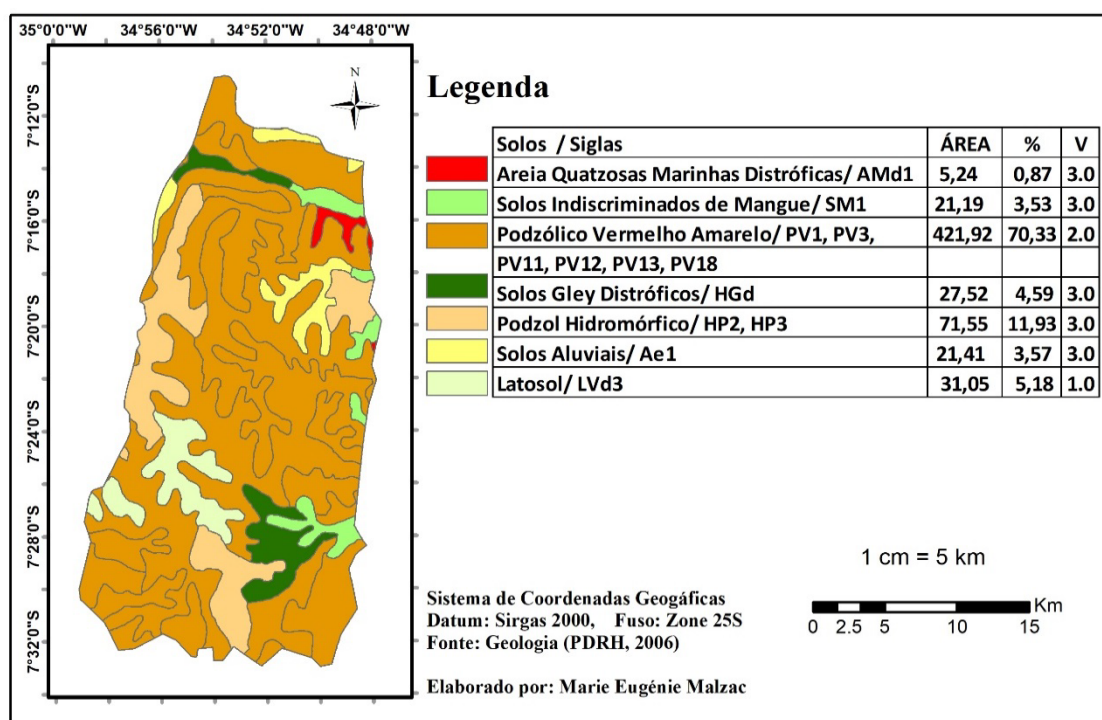 35°0'0"W 34°56'0"W 34°52'0"W 34°48'0"W
7°12'0"S
7°16'0"S
7°20'0"S
7°24'0"S
7°28'0"S
7°32'0"S
N
Legenda
Solos / Siglas ÁREA % V
Areia Quatzosas Marinhas Distróficas/ AMd1 5,24 0,87 3.0
Solos Indiscriminados de Mangue/ SM1 21,19 3,53 3.0
Podzólico Vermelho Amarelo/ PV1, PV3, 421,92 70,33 2.0
PV11, PV12, PV13, PV18
Solos Gley Distróficos/ HGd 27,52 4,59 3.0
Podzol Hidromórfico/ HP2, HP3 71,55 11,93 3.0
Solos Aluviais/ Ae1 21,41 3,57 3.0
Latosol/ LVd3 31,05 5,18 1.0
1 cm = 5 km
Km
0 2.5 5 10 15
Sistema de Coordenadas Geogáficas
Datum: Sirgas 2000, Fuso: Zone 25S
Fonte: Geologia (PDRH, 2006)
Elaborado por: Marie Eugénie Malzac